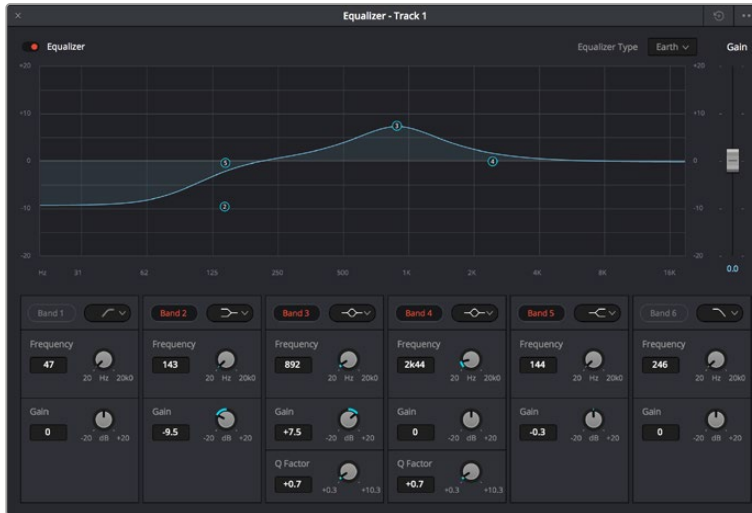 Equalizer - Track 1
Equalizer
Equalizer Type Earth Gain
+20 +20
+10 +10
3
0 5 4 0
-10 2 -10
-20 -20
Hz 31 62 125 250 500 1K 2K 4K 8K 16K 0.0
Band 1 Band 2 Band 3 Band 4 Band 5 Band 6
Frequency Frequency Frequency Frequency Frequency Frequency
47 143 892 2k44 144 246
20 Hz 20k0 20 Hz 20k0 20 Hz 20k0 20 Hz 20k0 20 Hz 20k0 20 Hz 20k0
Gain Gain Gain Gain Gain Gain
0 -9.5 +7.5 0 -0.3 0
-20 dB +20 -20 dB +20 -20 dB +20 -20 dB +20 -20 dB +20 -20 dB +20
Q Factor Q Factor
+0.7 +0.7
+0.3 +10.3 +0.3 +10.3